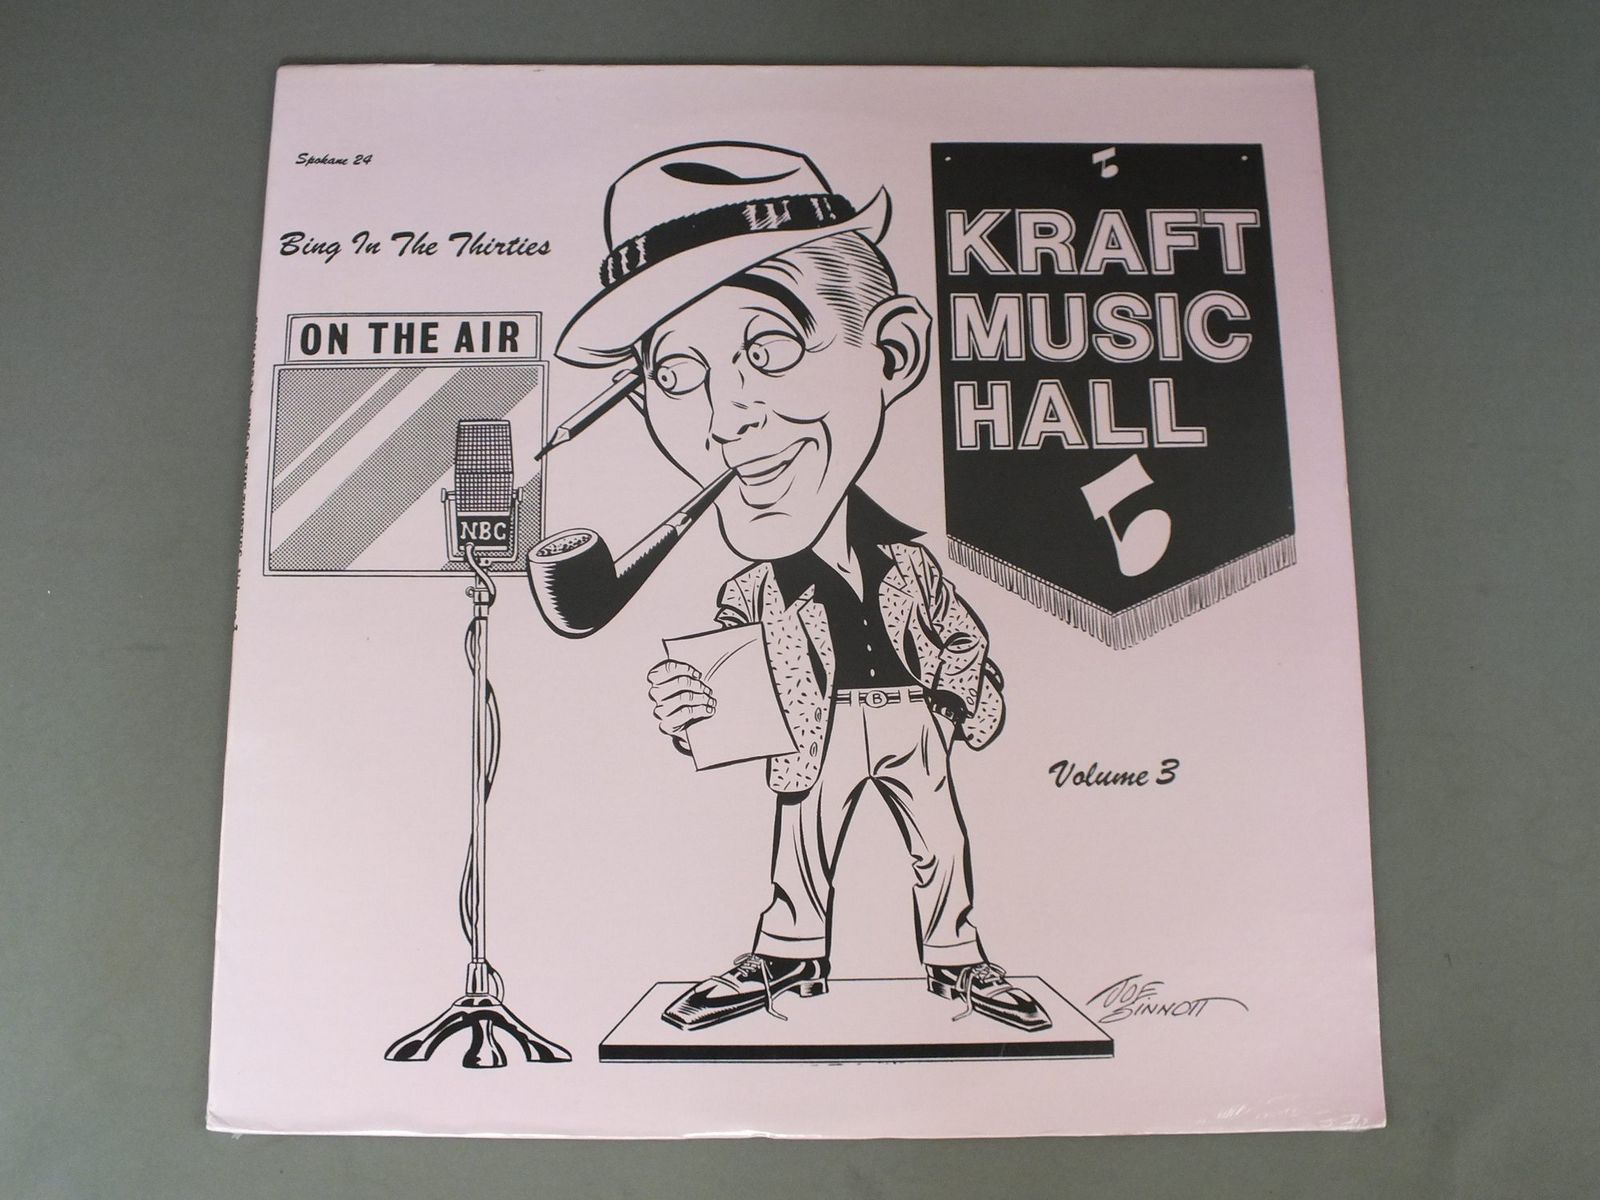 Spokane 24
Bing In The Thirties
ON THE AIR
NBC
KRAFT
MUSIC
HALL
B
Volume 3
JOE
SINNOTT